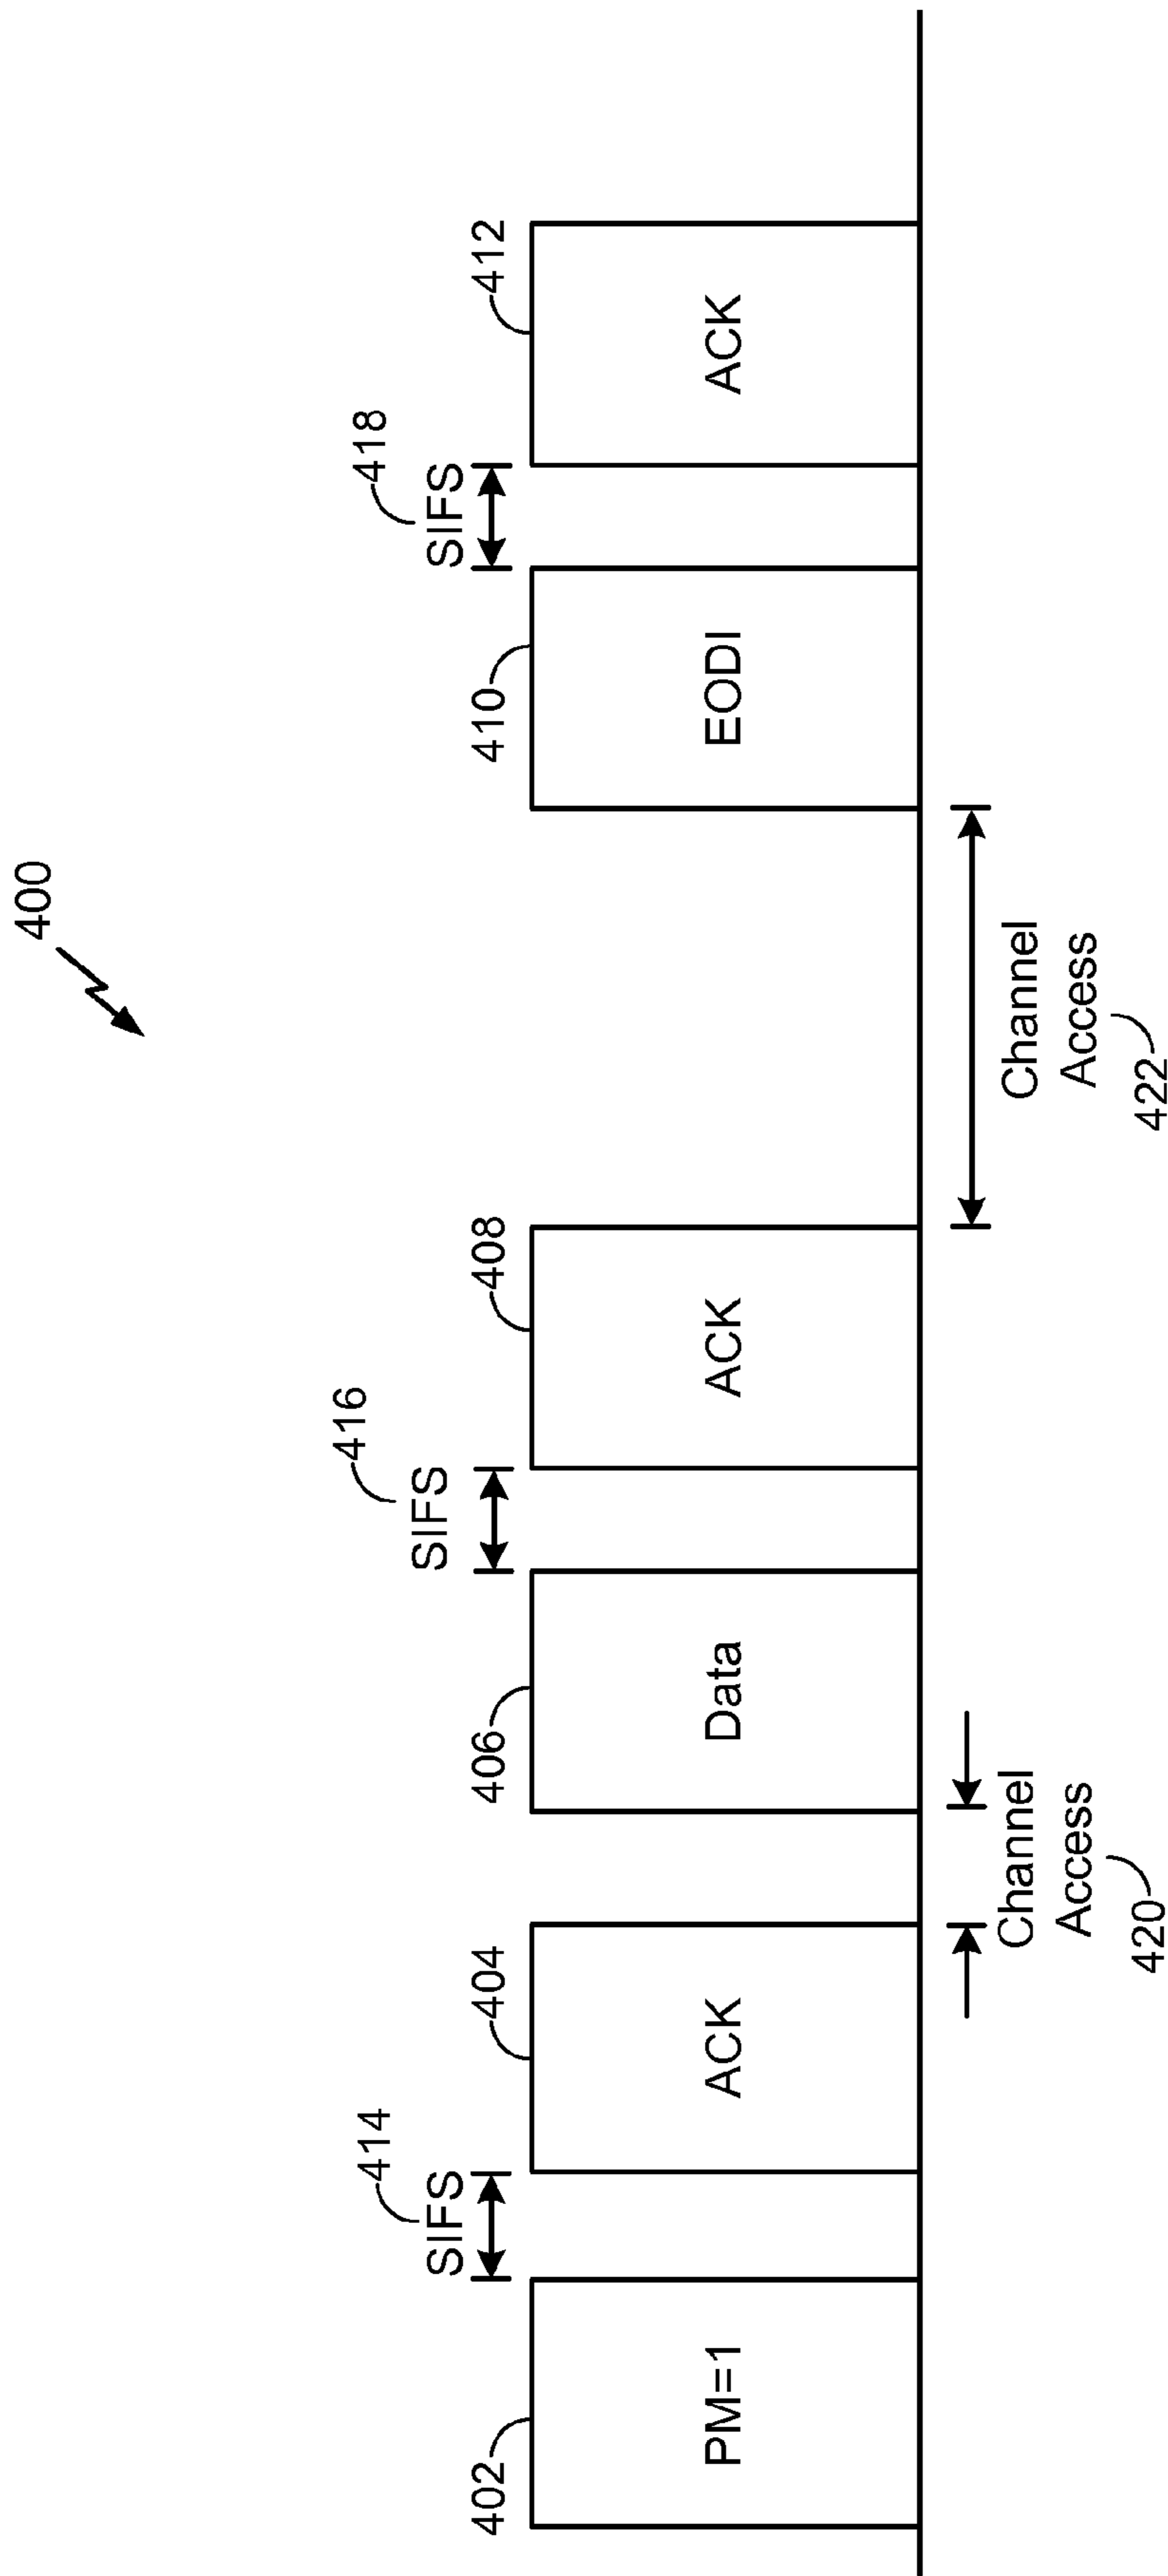 400
414
SIFS
416
SIFS
418
SIFS
402
404
406
408
410
412
PM=1
ACK
Data
ACK
EODI
ACK
Channel
Access
420
Channel
Access
422